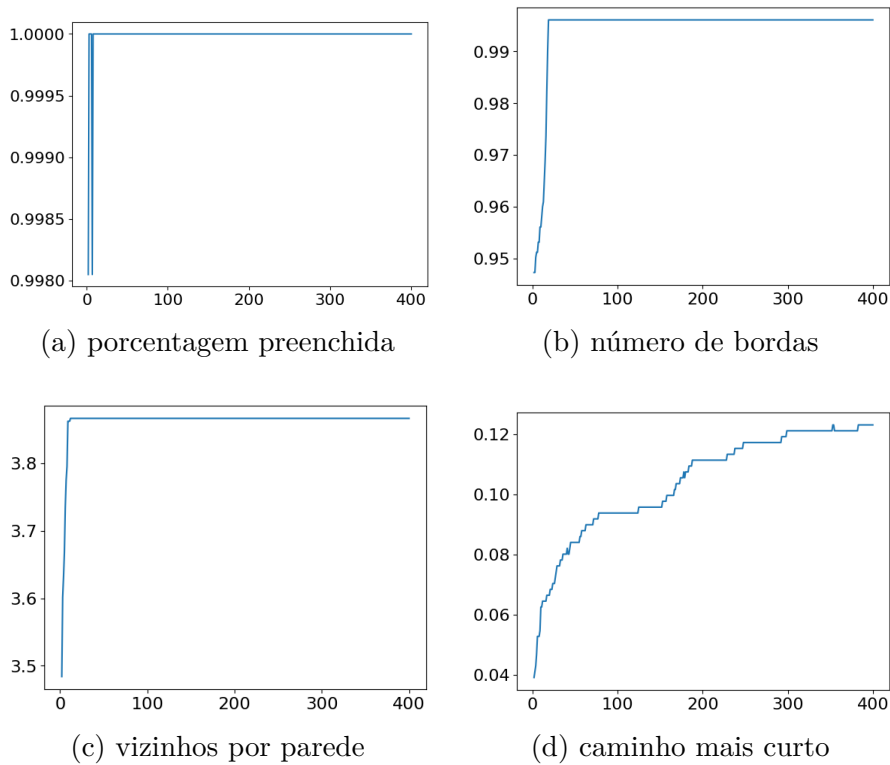 1.0000
0.9995
0.9990
0.9985
0.9980
0 100 200 300 400
(a) porcentagem preenchida
0.99
0.98
0.97
0.96
0.95
0 100 200 300 400
(b) número de bordas
3.8
3.7
3.6
3.5
0 100 200 300 400
(c) vizinhos por parede
0.12
0.10
0.08
0.06
0.04
0 100 200 300 400
(d) caminho mais curto